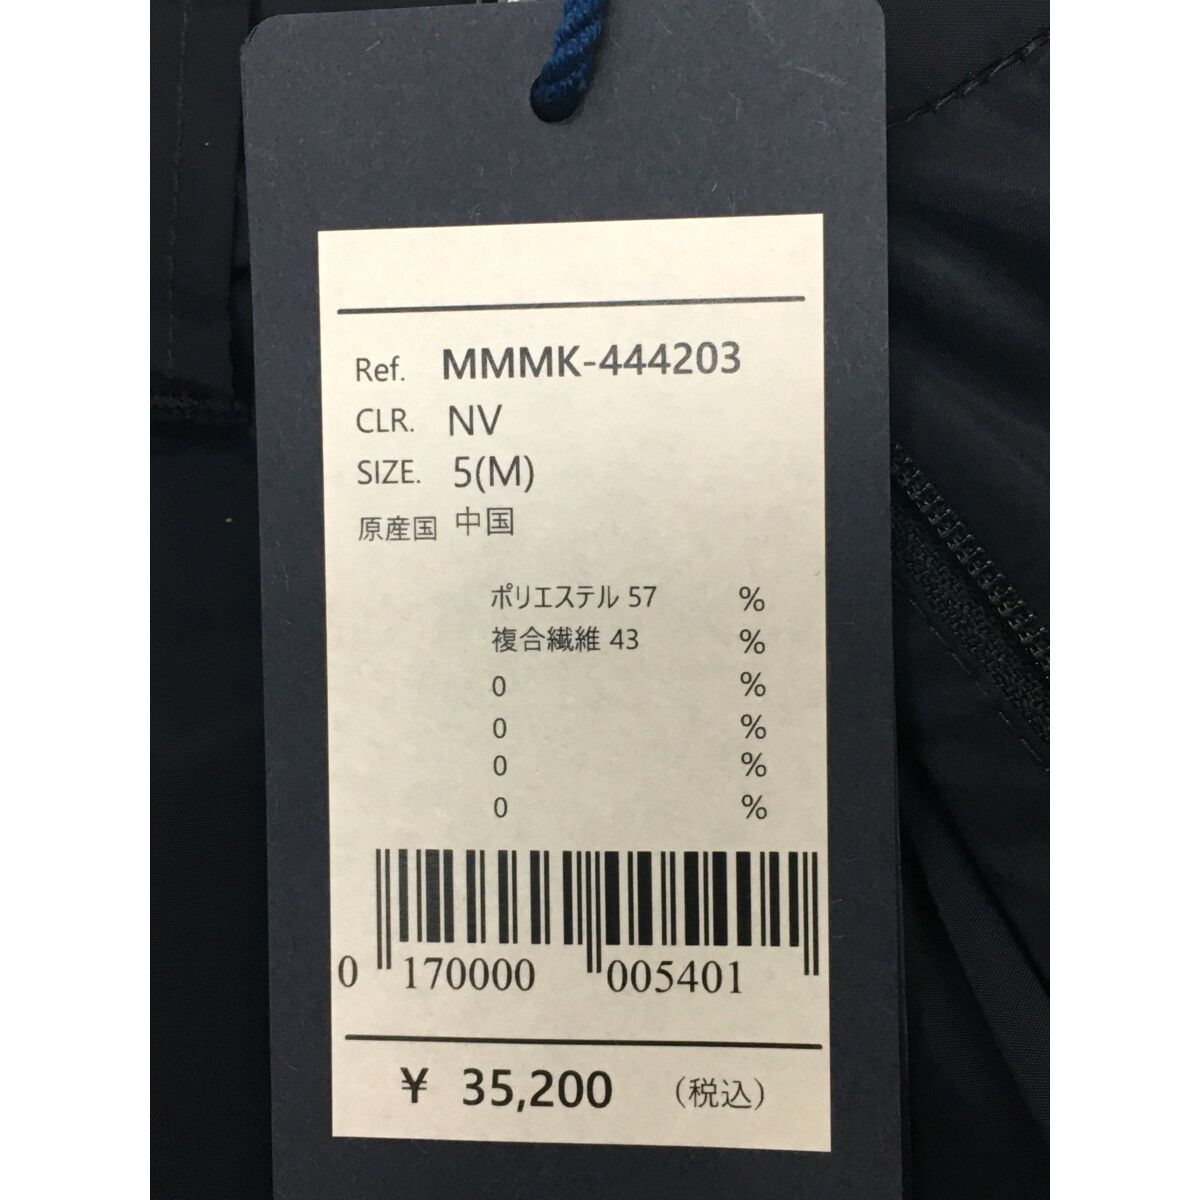 Ref. MMMK-444203
CLR. NV
SIZE. 5(M)
原産国 中国
ポリエステル 57 %
複合繊維 43 %
0 %
0 %
0 %
0 %
0 170000 005401
¥ 35,200 (税込)